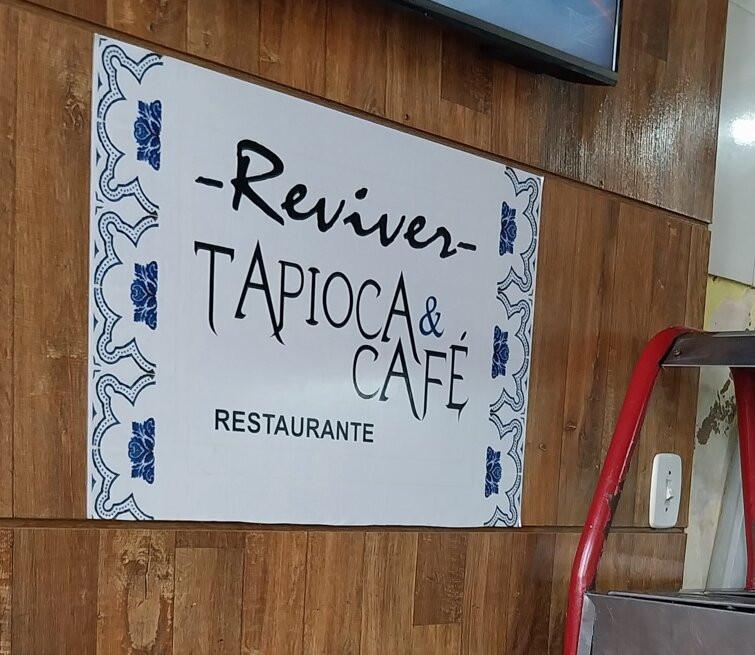 -Reviver-
TAPIOCA &
CAFÉ
RESTAURANTE